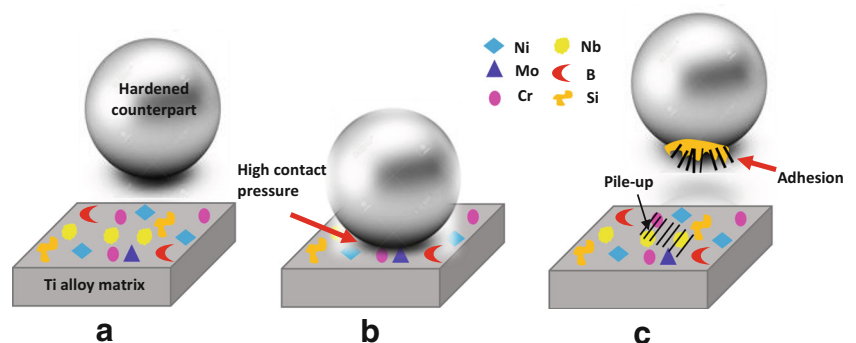 Hardened
counterpart
Ti alloy matrix
a
High contact
pressure
b
Ni
Nb
Mo
B
Cr
Si
Pile-up
Adhesion
c